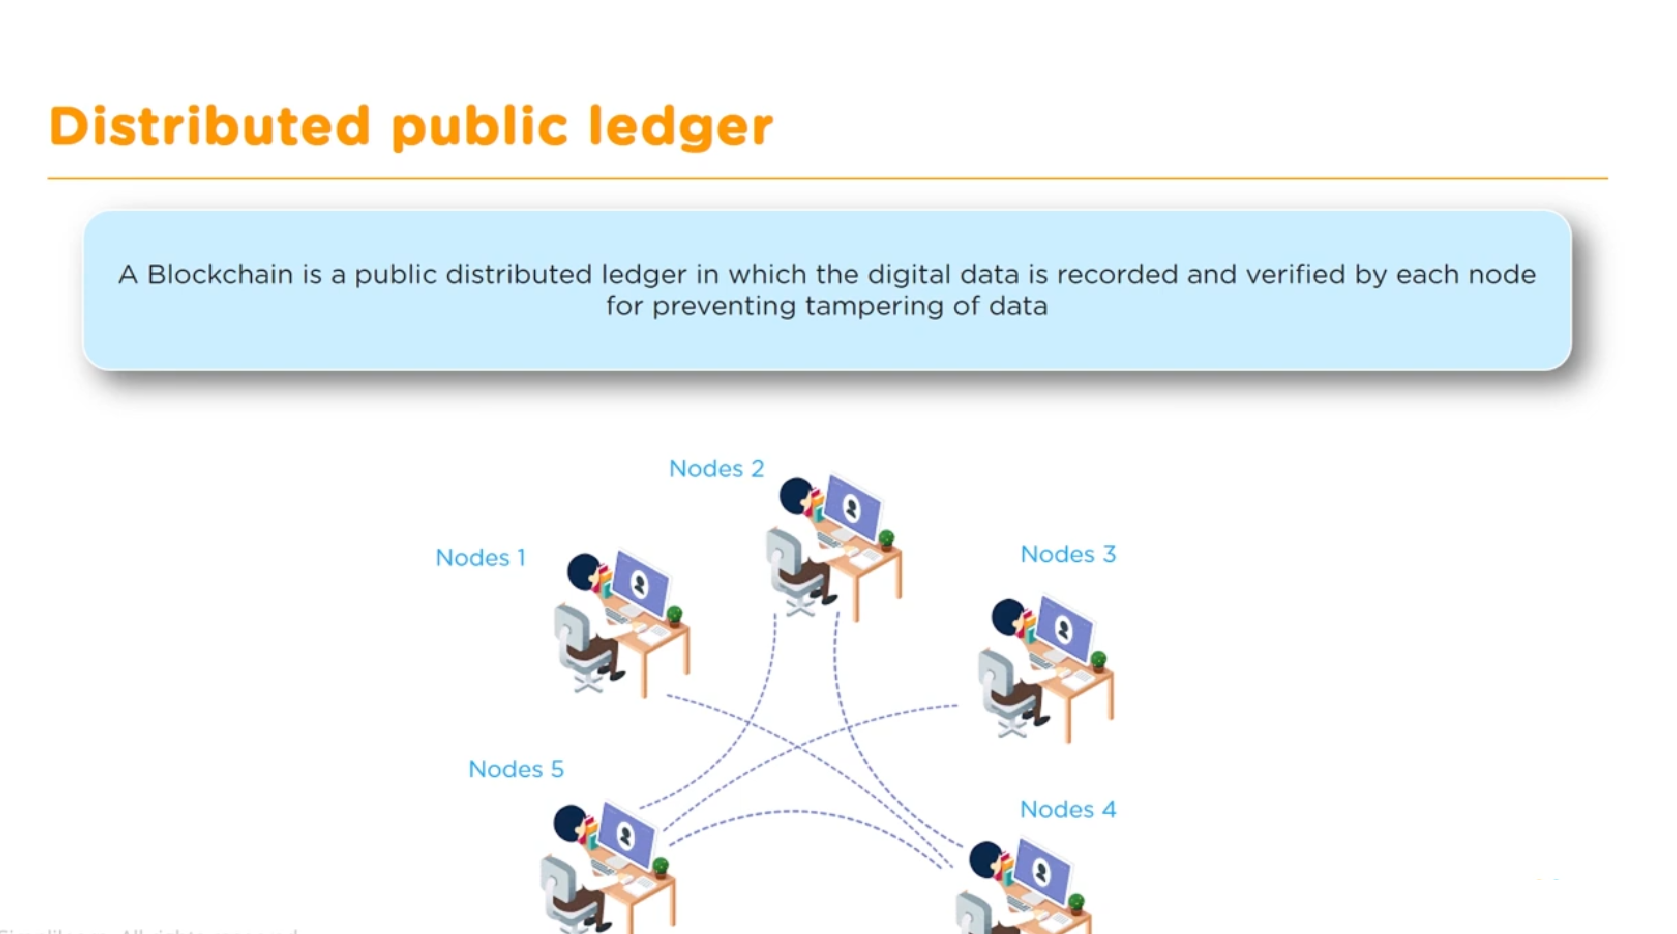 Distributed public ledger
A Blockchain is a public distributed ledger in which the digital data is recorded and verified by each node
for preventing tampering of data
Nodes 2
Nodes 1
Nodes 3
Nodes 5
Nodes 4